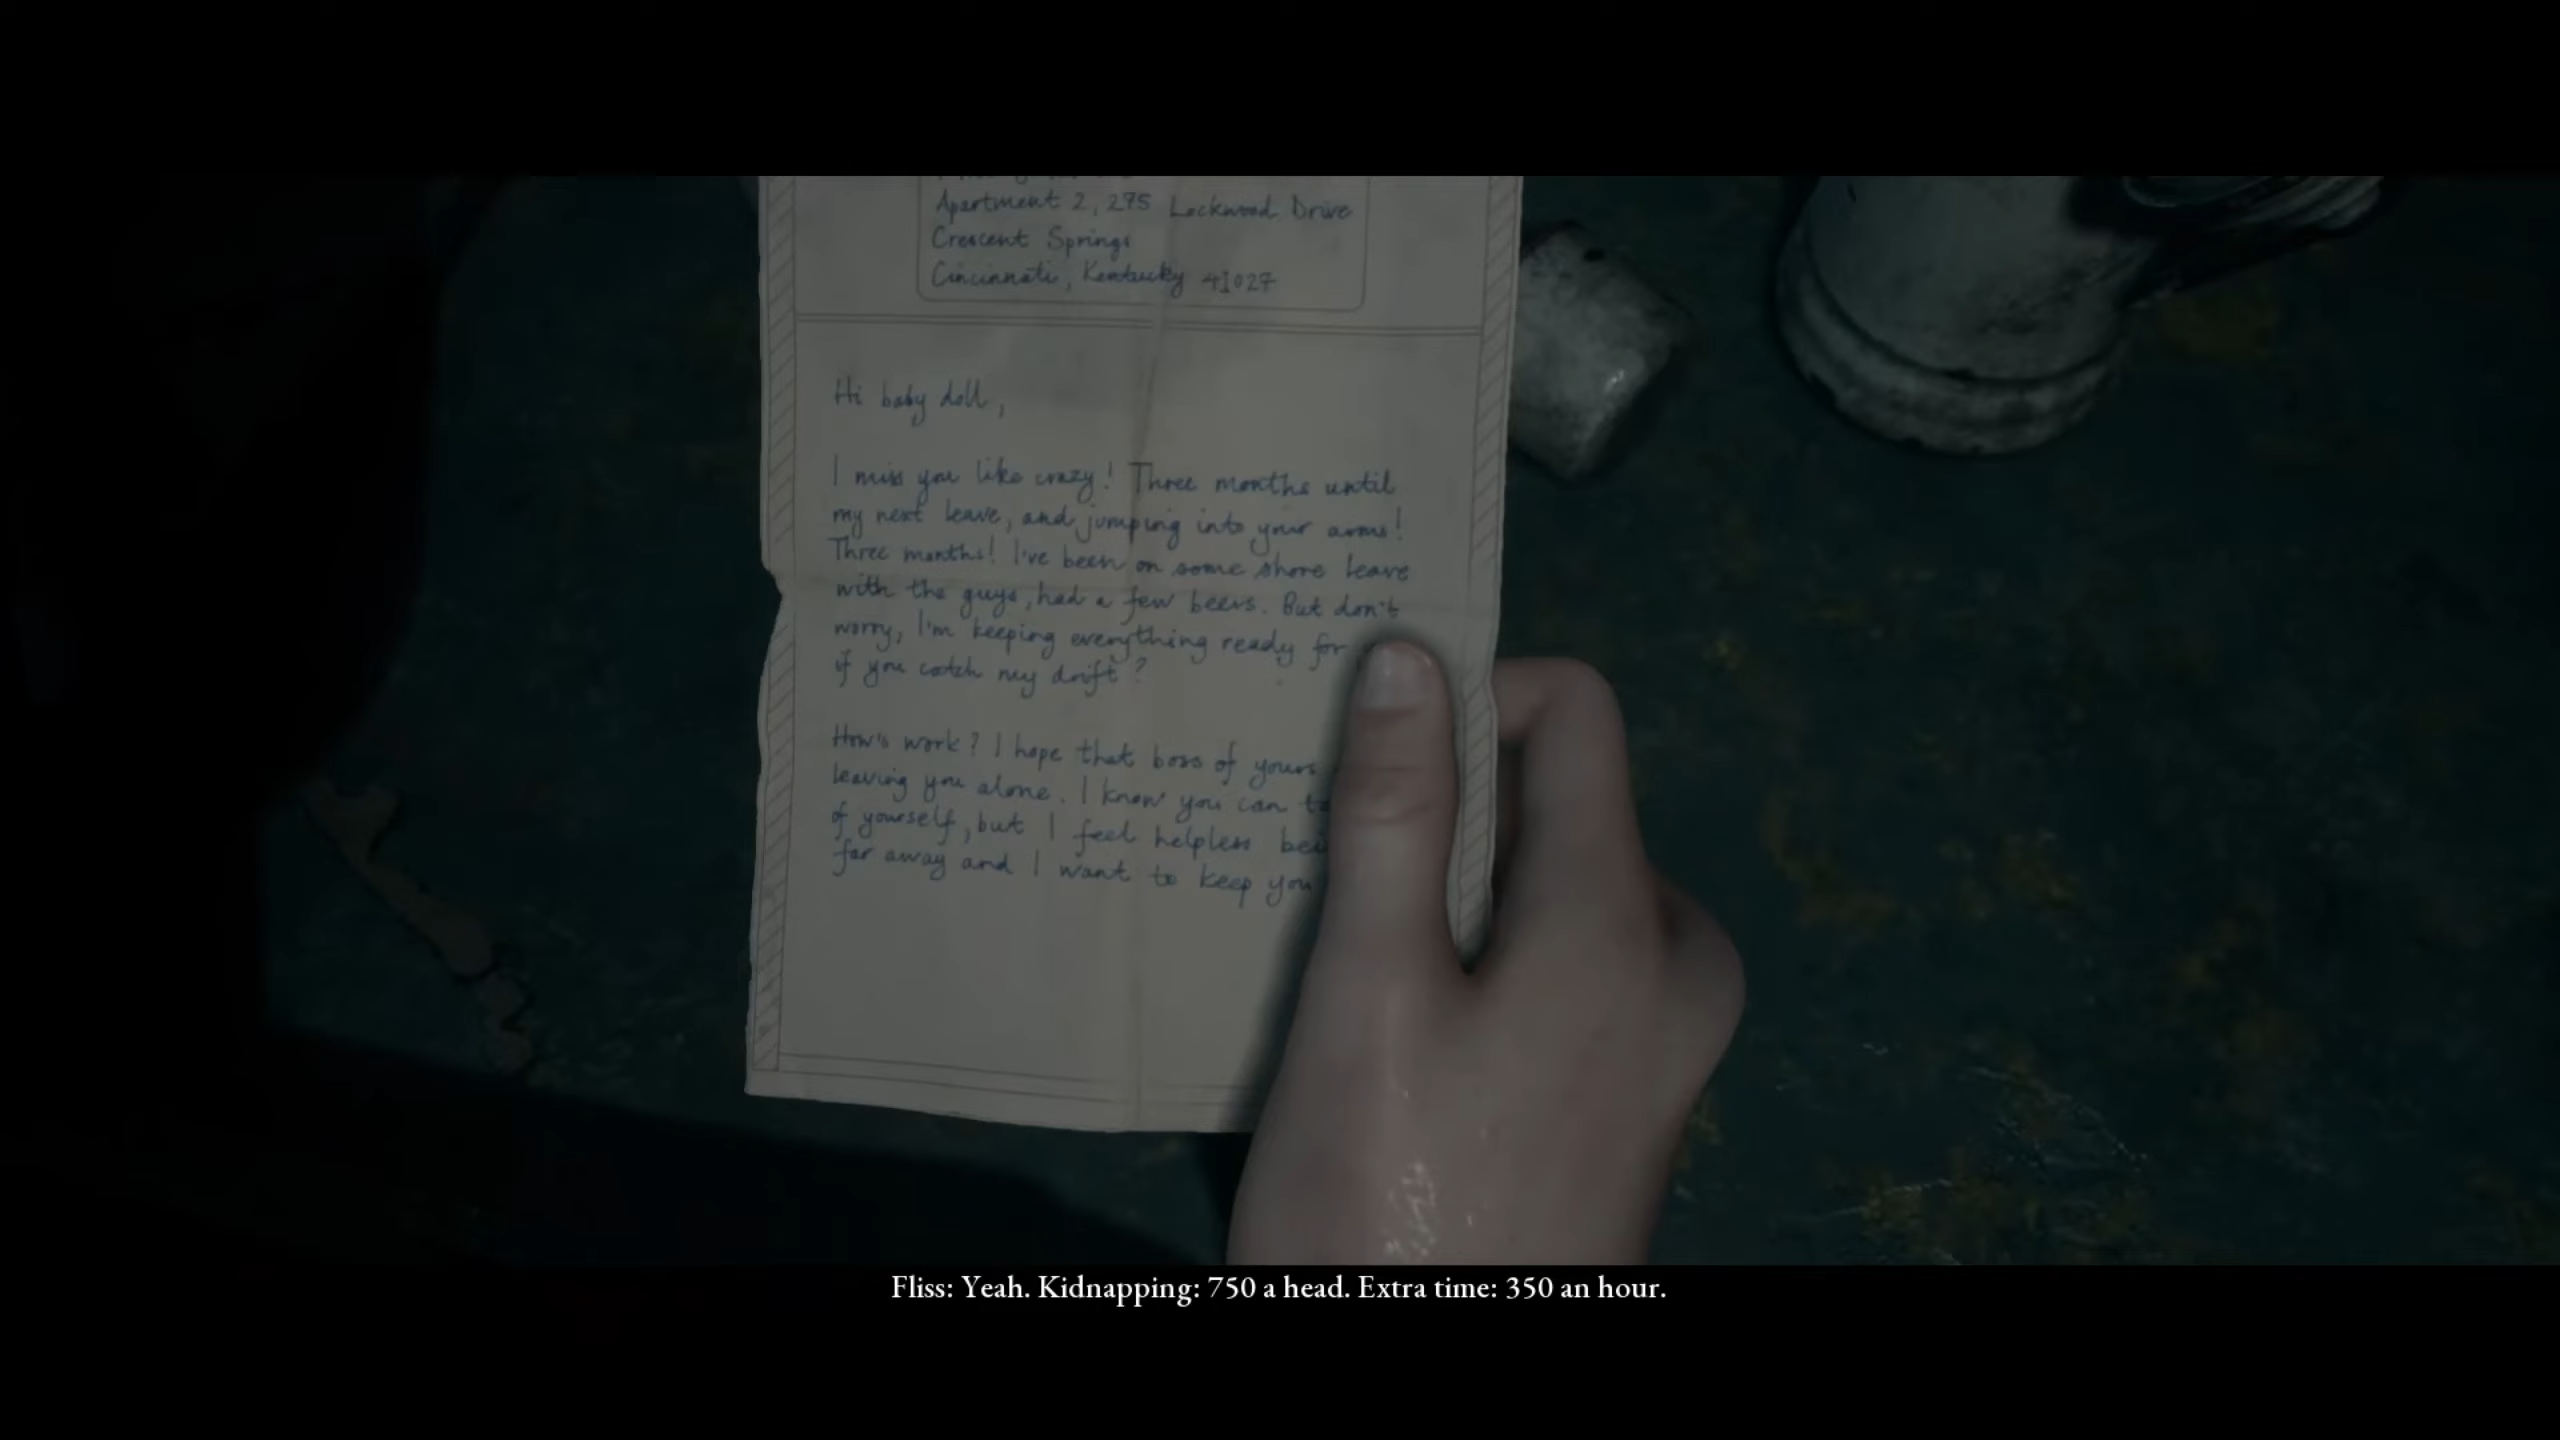 Apartment 2, 275 Lockwood Drive
Crescent Springs
Cincinnati, Kentucky 41027
Hi baby doll,
I miss you like crazy! Three months until
my next leave, and jumping into your arms!
Three months! I've been on some shore leave
with the guys, had a few beers. But don't
worry, I'm keeping everything ready for
if you catch my drift?
How's work? I hope that boss of yours
leaving you alone. I know you can
of yourself, but I feel helpless
far away and I want to keep you
Fliss: Yeah. Kidnapping: 750 a head. Extra time: 350 an hour.